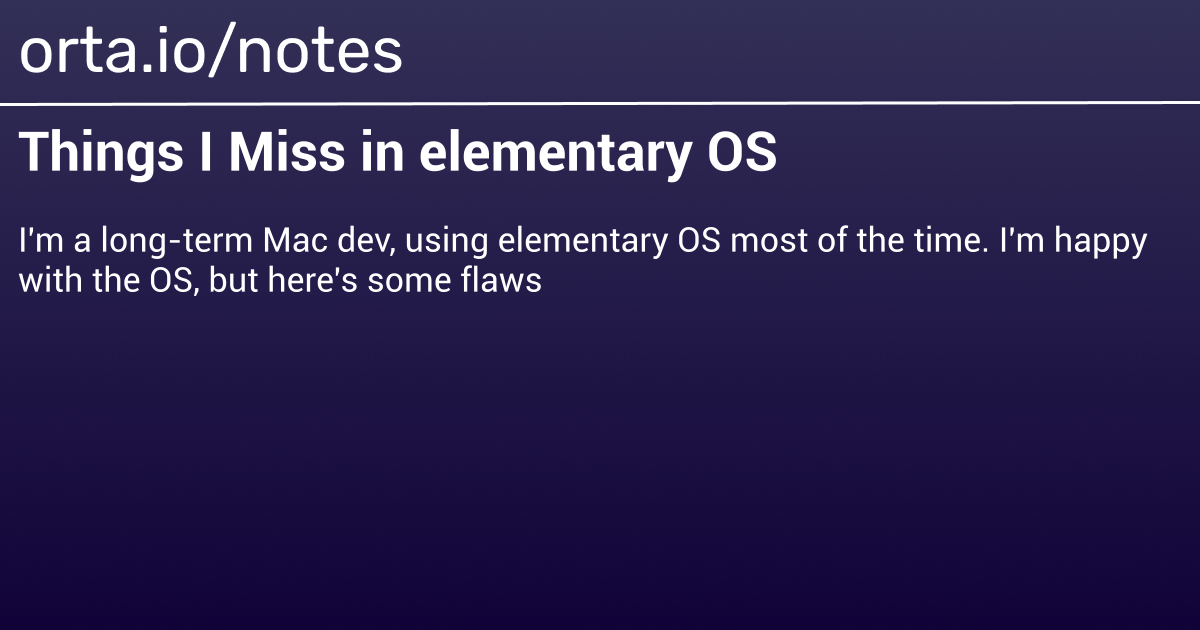 orta.io/notes
Things I Miss in elementary OS
I'm a long-term Mac dev, using elementary OS most of the time. I'm happy
with the OS, but here's some flaws